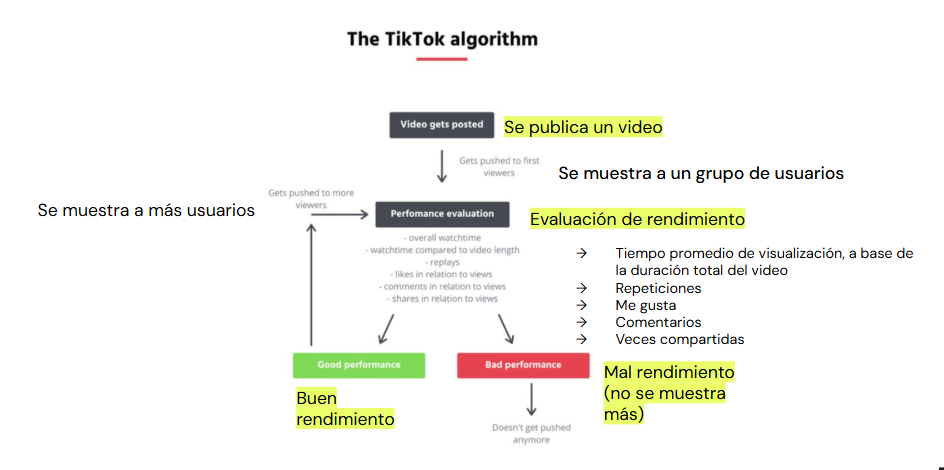 The TikTok algorithm
Video gets posted
Se publica un video
Gets pushed to first
viewers
Se muestra a un grupo de usuarios
Gets pushed to more
viewers
Se muestra a más usuarios
Perfomance evaluation
Evaluación de rendimiento
- overall watchtime
- watchtime compared to video length
- replays
- likes in relation to views
- comments in relation to views
- shares in relation to views
→ Tiempo promedio de visualización, a base de
la duración total del video
→ Repeticiones
→ Me gusta
→ Comentarios
→ Veces compartidas
Good performance
Bad performance
Buen
rendimiento
Mal rendimiento
(no se muestra
más)
Doesn't get pushed
anymore